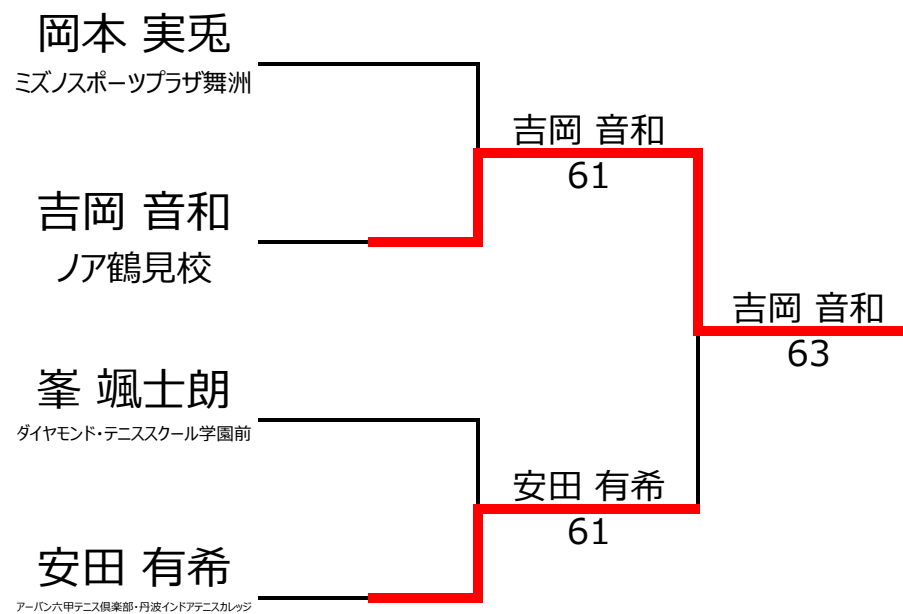 岡本 実兎
ミズノスポーツプラザ舞洲
吉岡 音和
61
吉岡 音和
ノア鶴見校
吉岡 音和
63
峯 颯士朗
ダイヤモンド・テニススクール学園前
安田 有希
61
安田 有希
アーバン六甲テニス倶楽部・丹波インドアテニスカレッジ